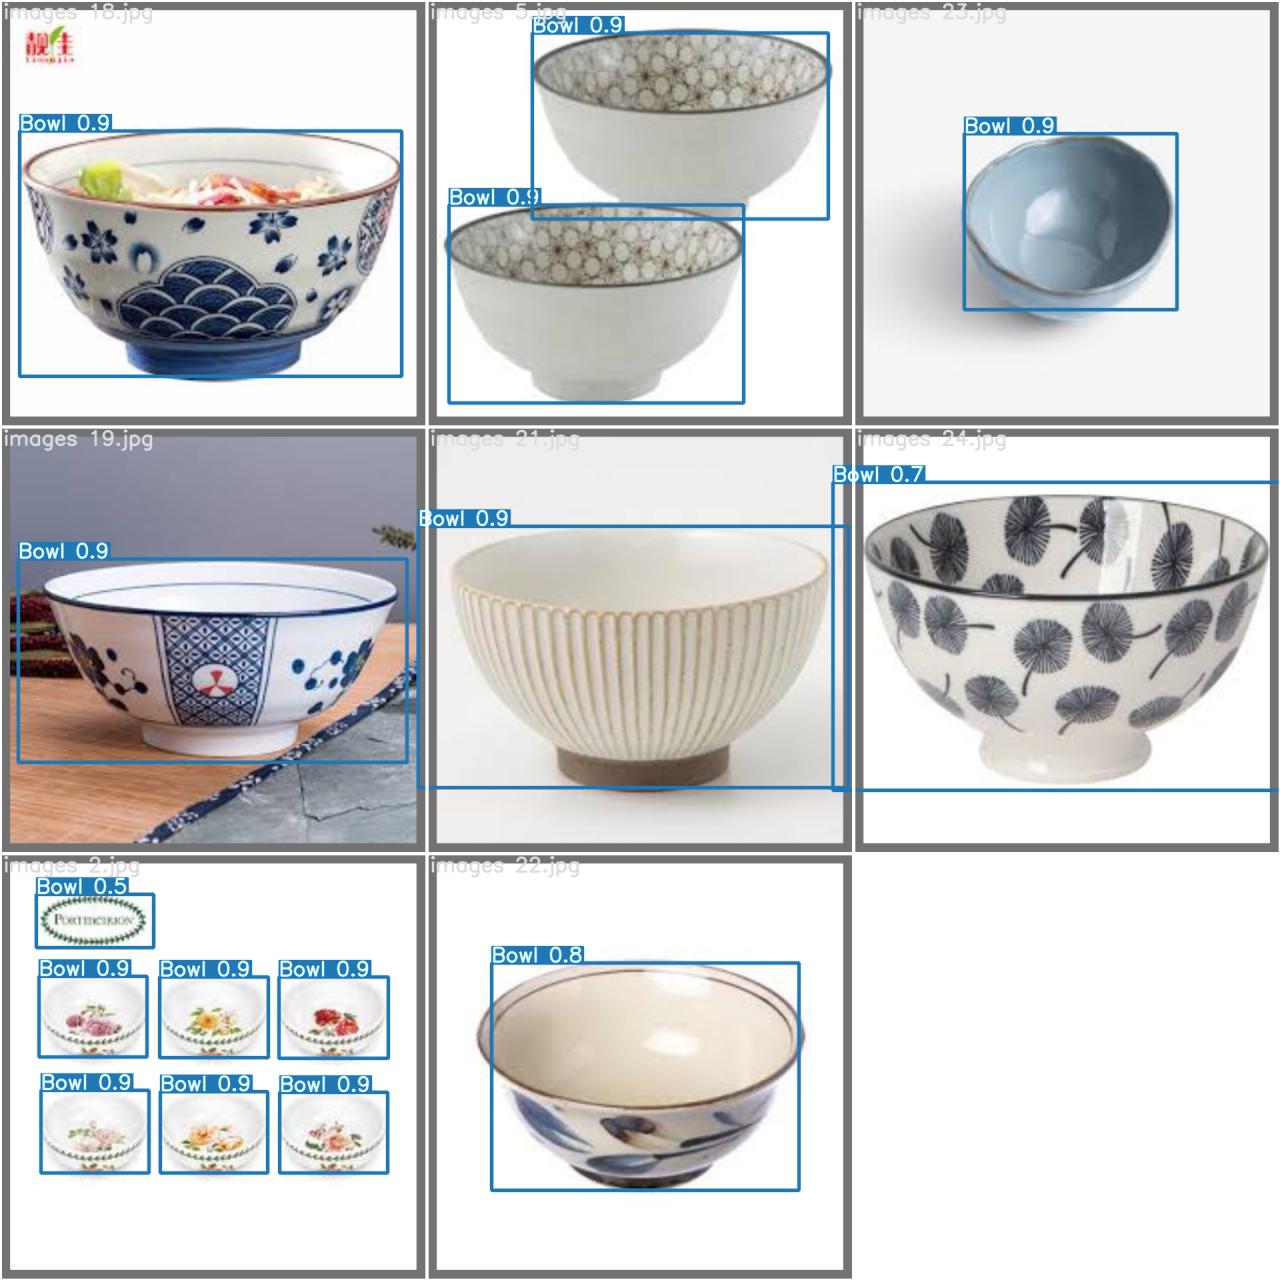 images 18.jpg
靓佳
liangjia
Bowl 0.9
images 5.jpg
Bowl 0.9
Bowl 0.9
images 23.jpg
Bowl 0.9
images 19.jpg
Bowl 0.9
images 21.jpg
Bowl 0.9
images 24.jpg
Bowl 0.7
images 2.jpg
Bowl 0.5
PORTMEIRION
Bowl 0.9
Bowl 0.9
Bowl 0.9
Bowl 0.9
Bowl 0.9
Bowl 0.9
images 22.jpg
Bowl 0.8